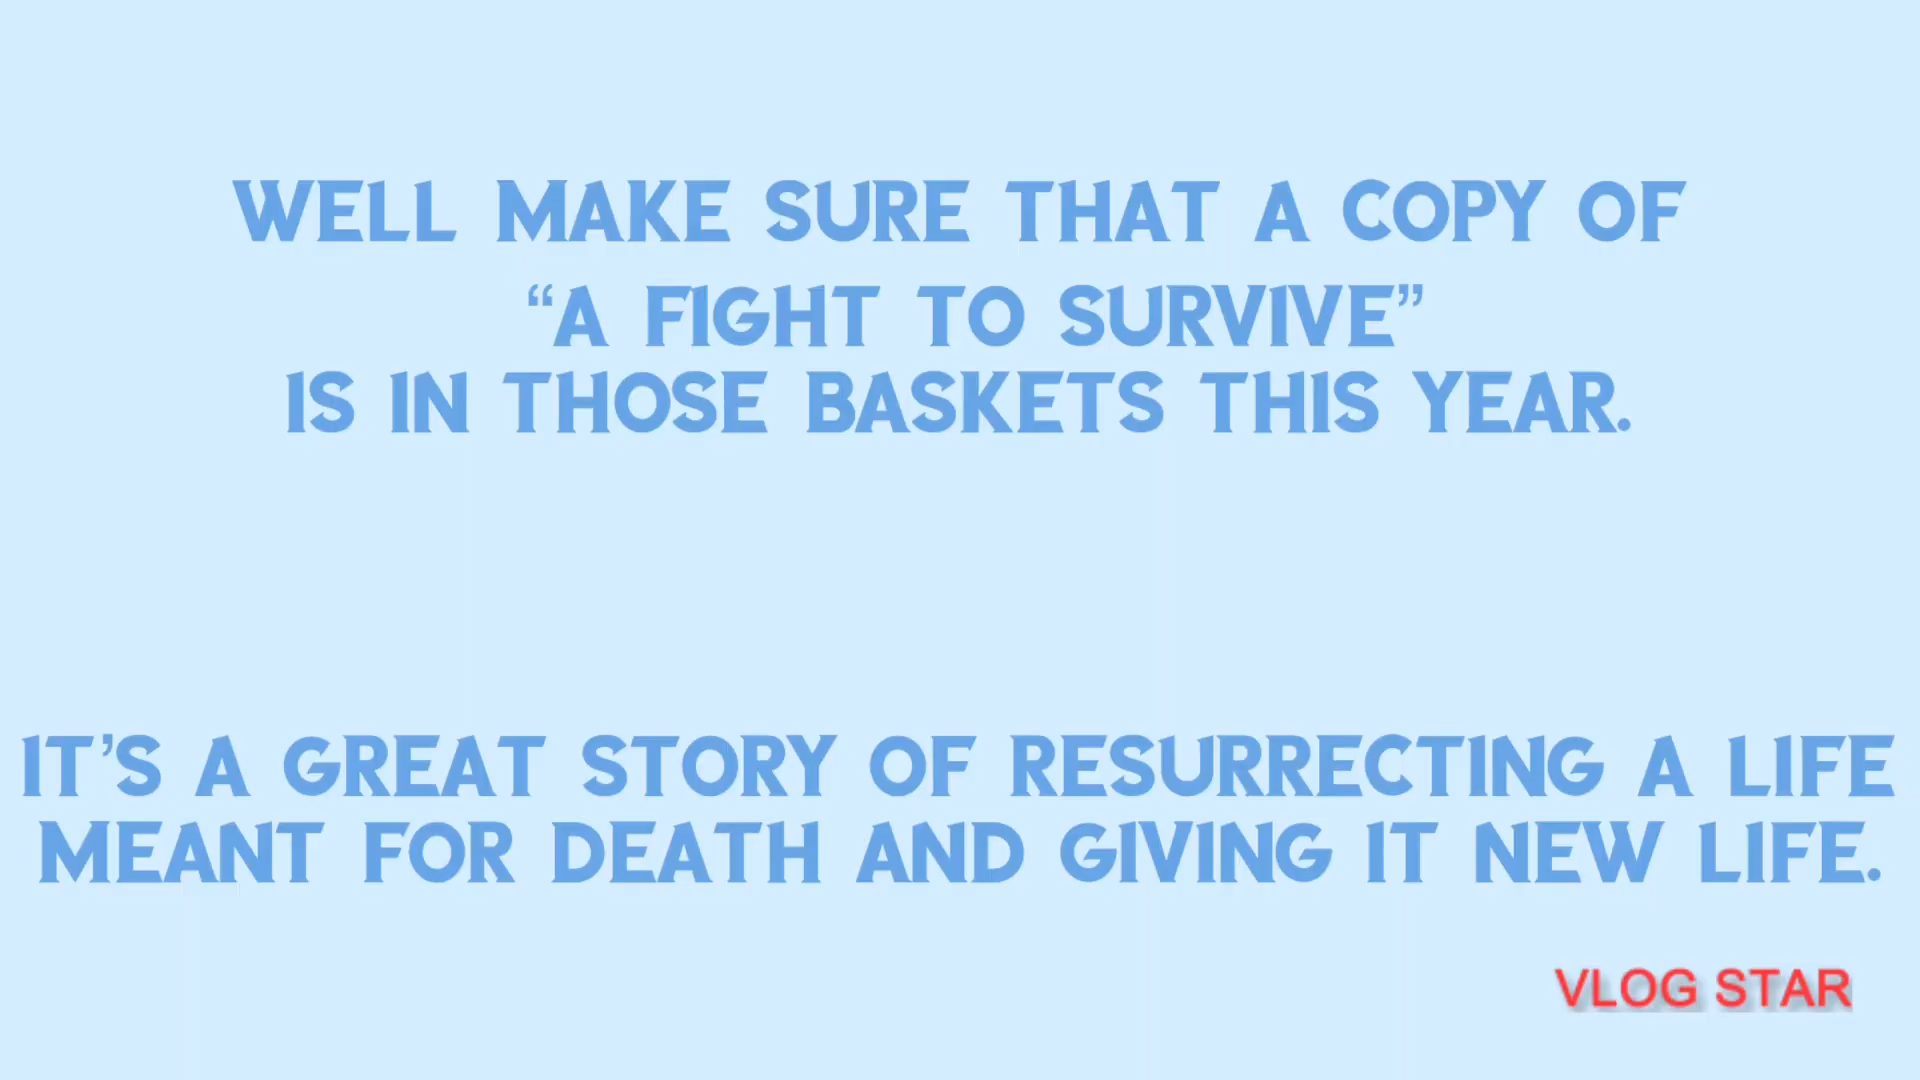 WELL MAKE SURE THAT A COPY OF
“A FIGHT TO SURVIVE”
IS IN THOSE BASKETS THIS YEAR.
IT’S A GREAT STORY OF RESURRECTING A LIFE
MEANT FOR DEATH AND GIVING IT NEW LIFE.
VLOG STAR